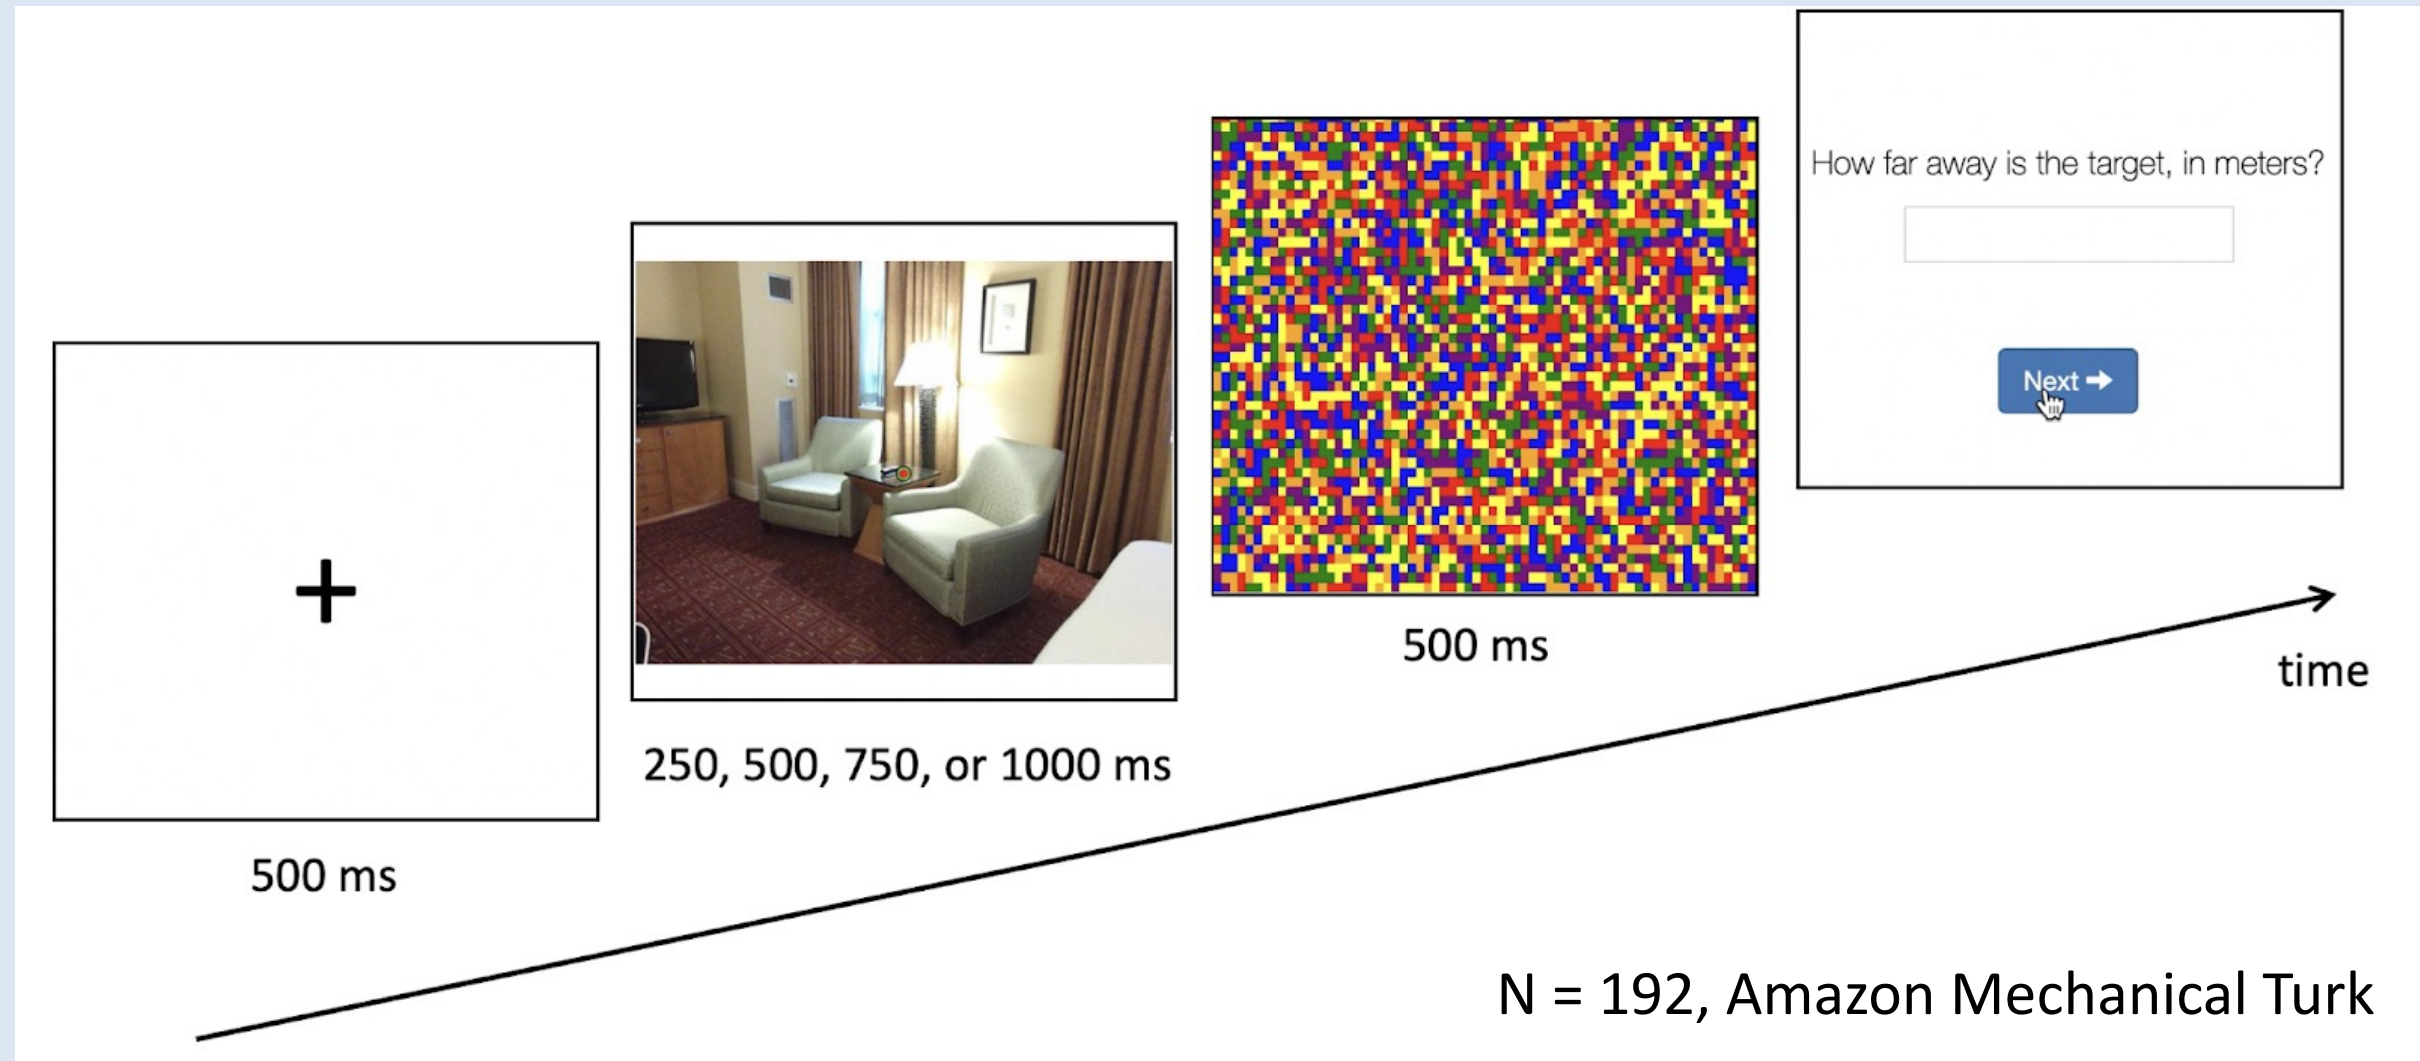 How far away is the target, in meters?
Next
500 ms
time
250, 500, 750, or 1000 ms
500 ms
N = 192, Amazon Mechanical Turk